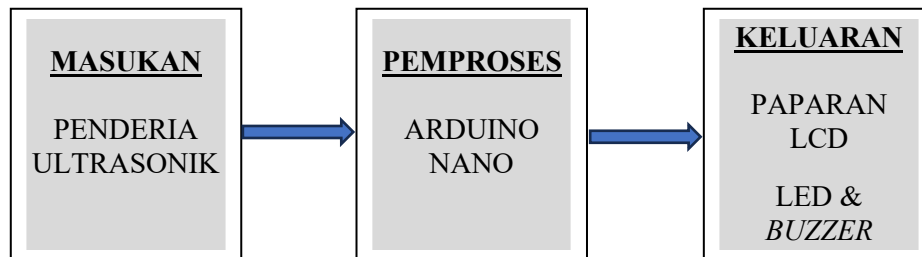 MASUKAN
PENDERIA
ULTRASONIK
PEMPROSES
ARDUINO
NANO
KELUARAN
PAPARAN
LCD
LED &
BUZZER